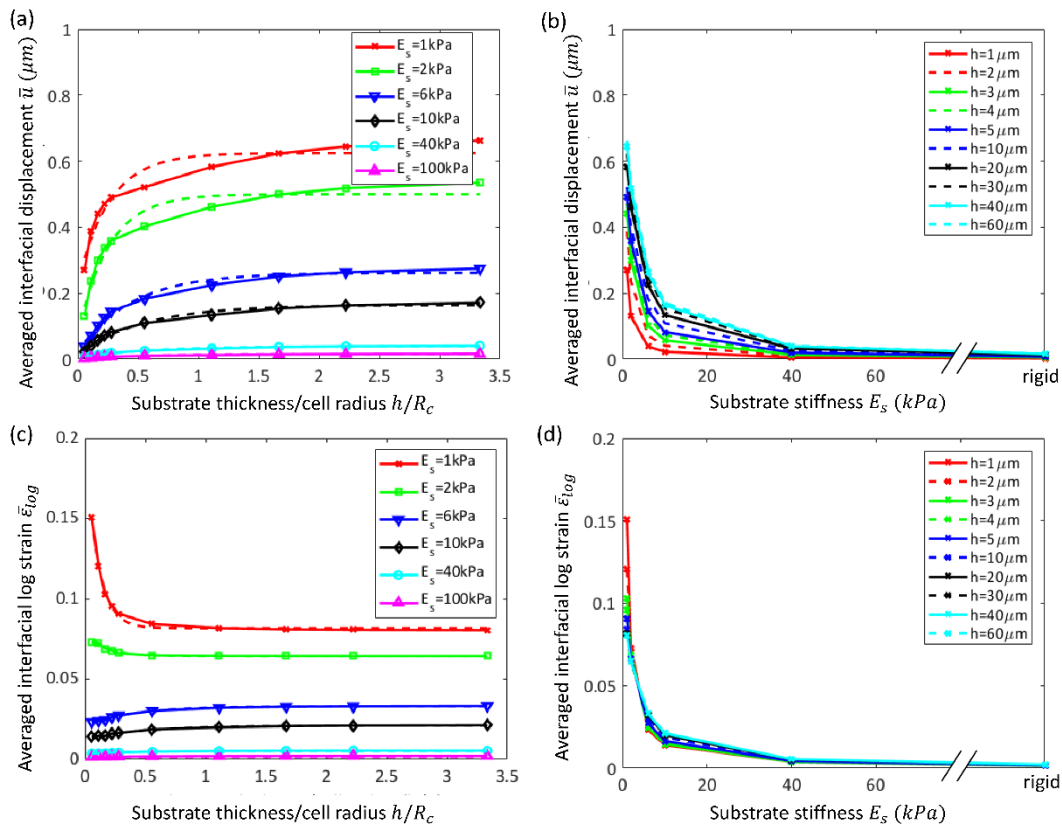 (a)
Averaged interfacial displacement ū (μm)
1
0.8
0.6
0.4
0.2
0
0 0.5 1 1.5 2 2.5 3 3.5
Substrate thickness/cell radius h/R_c
E_s=1kPa
E_s=2kPa
E_s=6kPa
E_s=10kPa
E_s=40kPa
E_s=100kPa
(b)
Averaged interfacial displacement ū (μm)
1
0.8
0.6
0.4
0.2
0
0 20 40 60 rigid
Substrate stiffness E_s (kPa)
h=1μm
h=2μm
h=3μm
h=4μm
h=5μm
h=10μm
h=20μm
h=30μm
h=40μm
h=60μm
(c)
Averaged interfacial log strain ε̄_log
0.2
0.15
0.1
0.05
0
0 0.5 1 1.5 2 2.5 3 3.5
Substrate thickness/cell radius h/R_c
E_s=1kPa
E_s=2kPa
E_s=6kPa
E_s=10kPa
E_s=40kPa
E_s=100kPa
(d)
Averaged interfacial log strain ε̄_log
0.2
0.15
0.1
0.05
0
0 20 40 60 rigid
Substrate stiffness E_s (kPa)
h=1μm
h=2μm
h=3μm
h=4μm
h=5μm
h=10μm
h=20μm
h=30μm
h=40μm
h=60μm